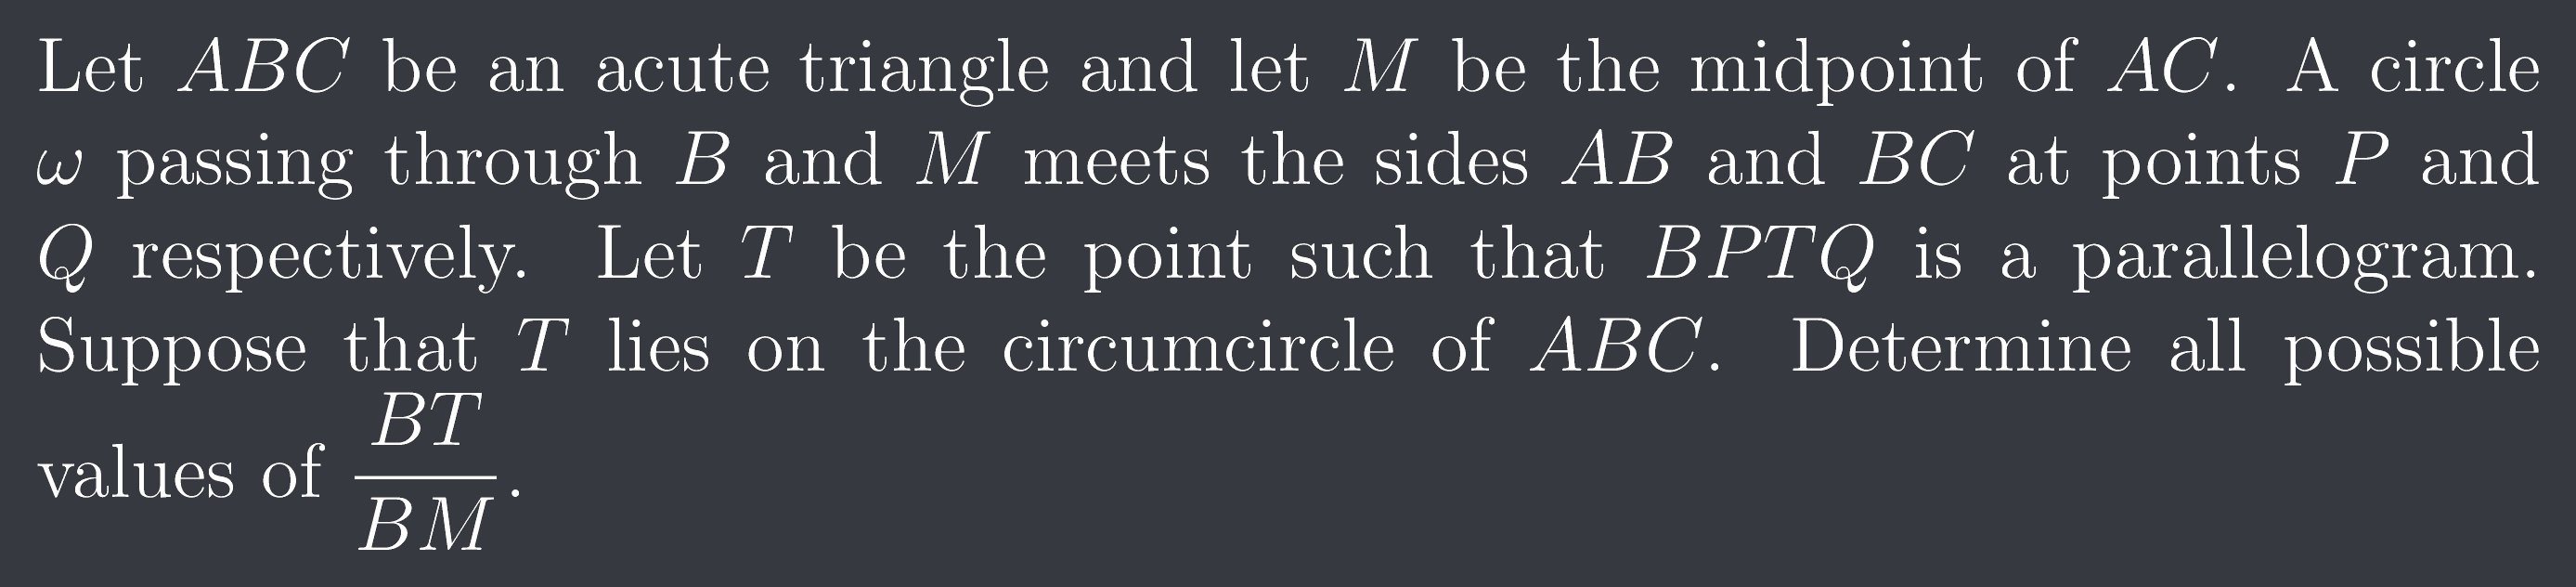 Let ABC be an acute triangle and let M be the midpoint of AC. A circle
ω passing through B and M meets the sides AB and BC at points P and
Q respectively. Let T be the point such that BPTQ is a parallelogram.
Suppose that T lies on the circumcircle of ABC. Determine all possible
values of \frac{BT}{BM}.